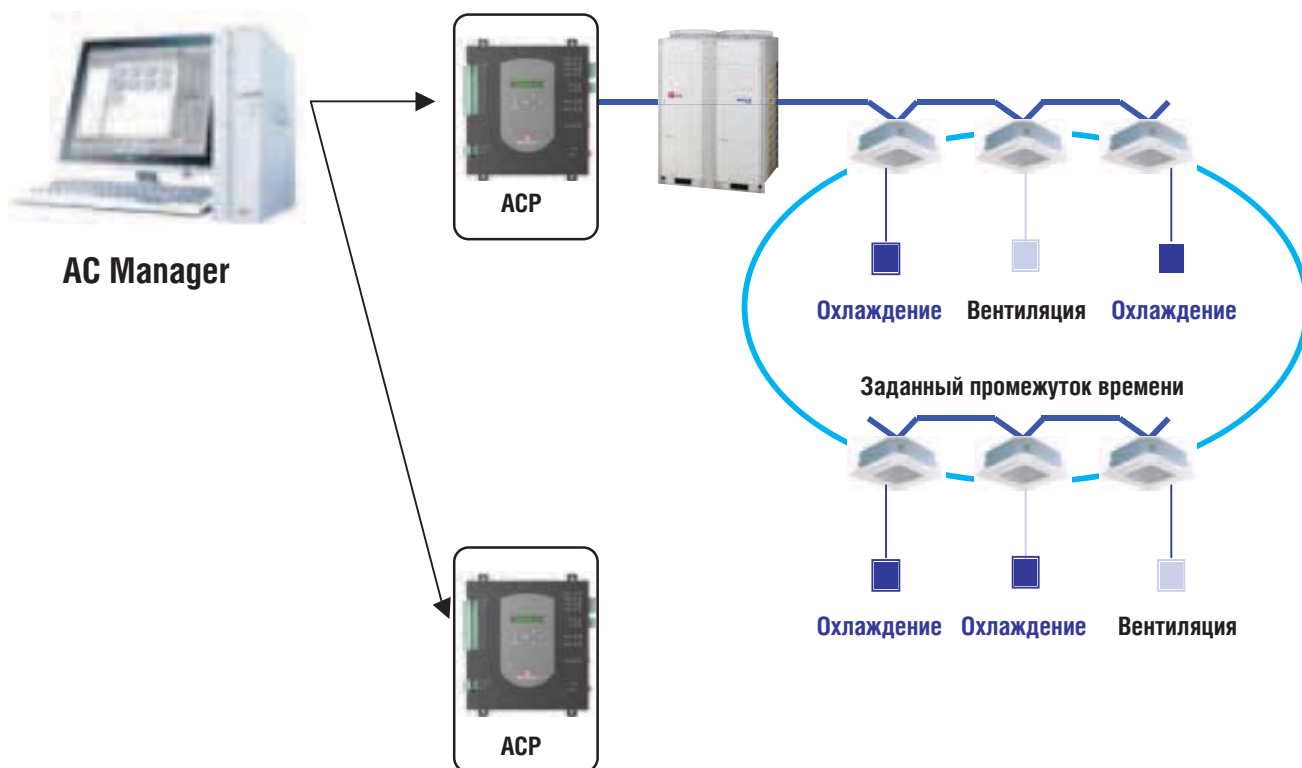 ACP
AC Manager
Охлаждение Вентиляция Охлаждение
Заданный промежуток времени
Охлаждение Охлаждение Вентиляция
ACP